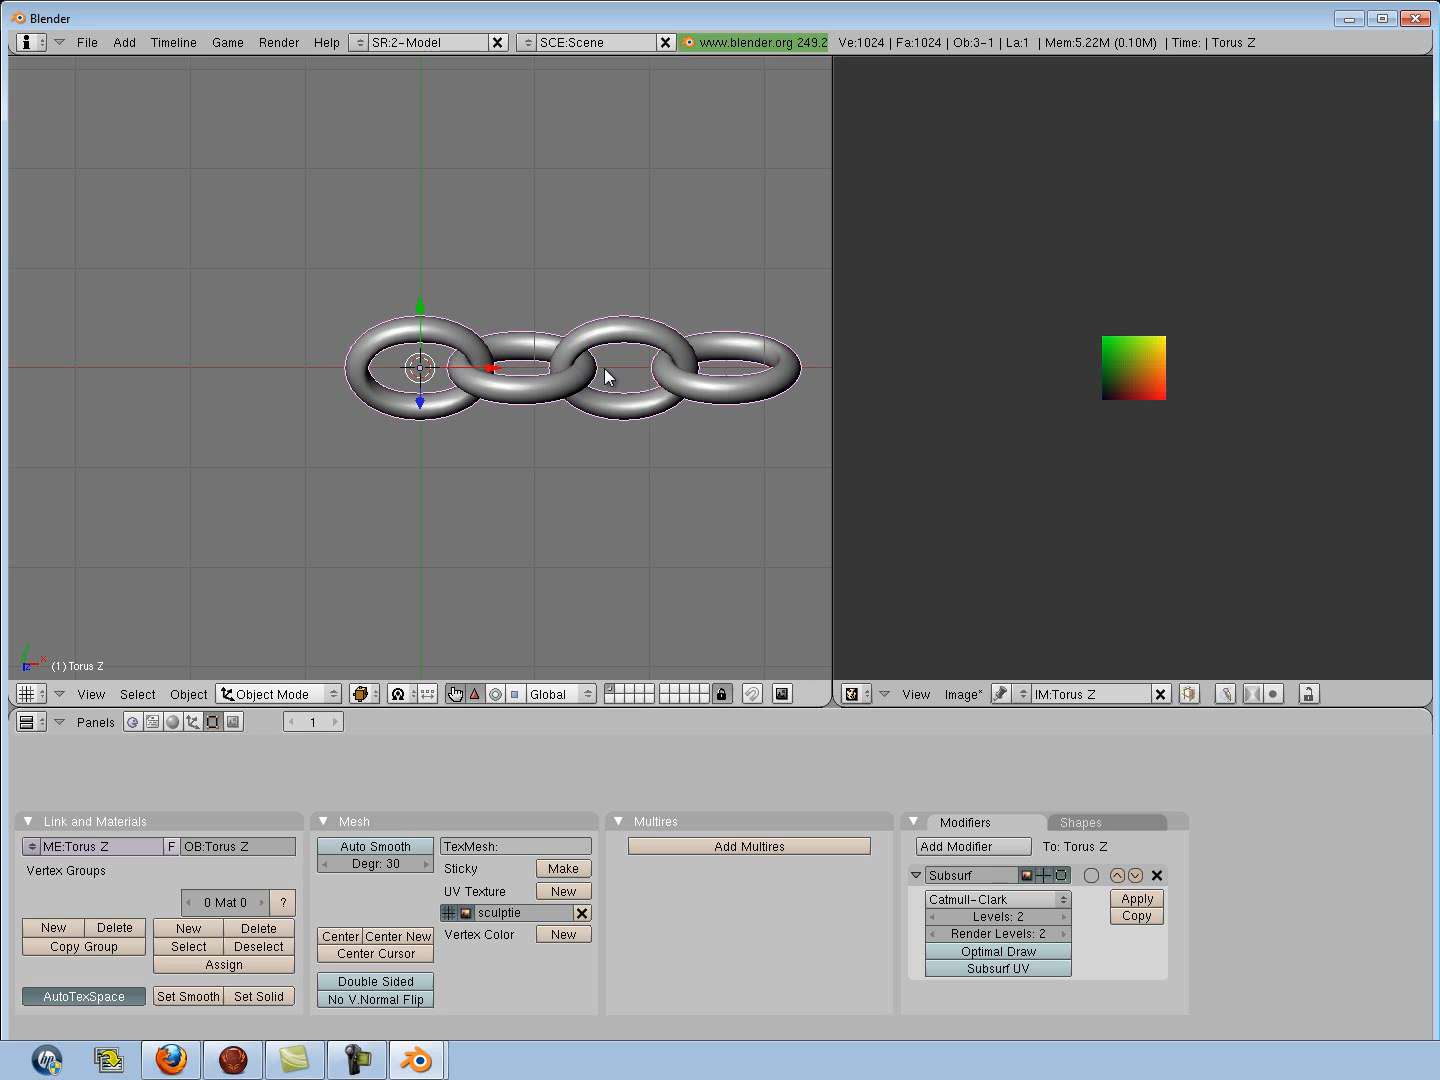 Blender
File Add Timeline Game Render Help SR:2-Model SCE:Scene www.blender.org 249.2 Ve:1024 | Fa:1024 | Ob:3-1 | La:1 | Mem:5.22M (0.10M) | Time: | Torus Z
(1) Torus Z
View Select Object Object Mode Global
View Image* IM:Torus Z
Panels 1
Link and Materials
ME:Torus Z F OB:Torus Z
Vertex Groups
0 Mat 0 ?
New Delete New Delete
Copy Group Select Deselect
Assign
AutoTexSpace Set Smooth Set Solid
Mesh
Auto Smooth TexMesh:
Degr: 30 Sticky Make
UV Texture New
sculptie
Center Center New Vertex Color New
Center Cursor
Double Sided
No V.Normal Flip
Multires
Add Multires
Modifiers Shapes
Add Modifier To: Torus Z
Subsurf
Catmull-Clark Apply
Levels: 2 Copy
Render Levels: 2
Optimal Draw
Subsurf UV
hp